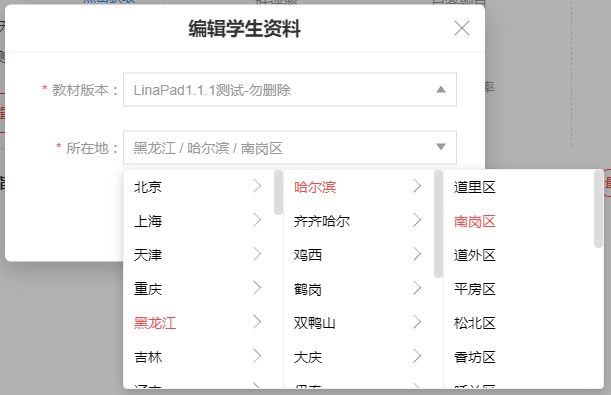 编辑学生资料
* 教材版本：
LinaPad1.1.1测试-勿删除
* 所在地：
黑龙江 / 哈尔滨 / 南岗区
北京
哈尔滨
道里区
上海
齐齐哈尔
南岗区
天津
鸡西
道外区
重庆
鹤岗
平房区
黑龙江
双鸭山
松北区
吉林
大庆
香坊区